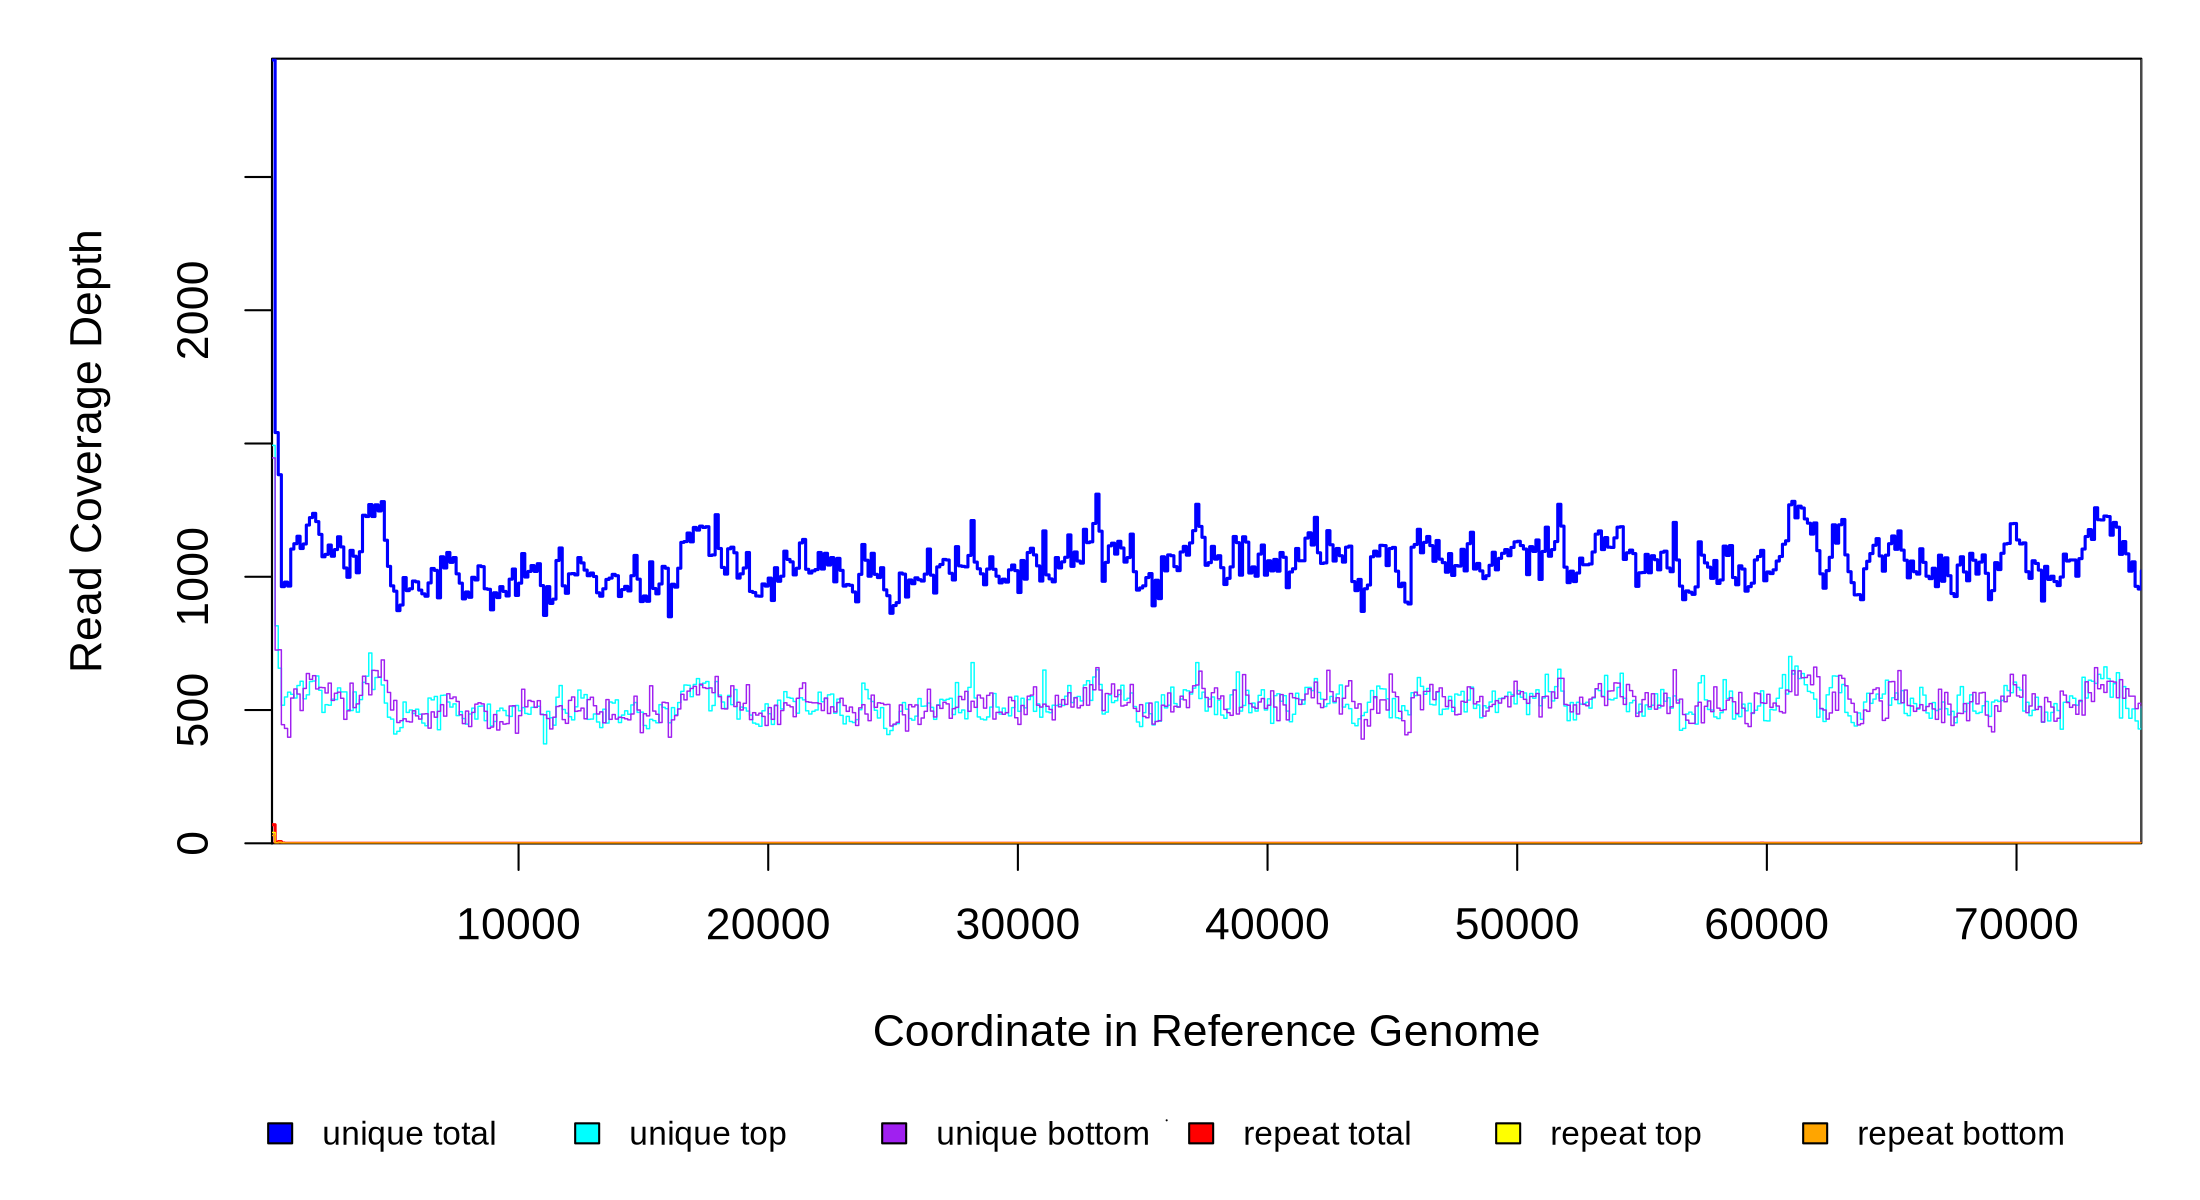 Read Coverage Depth
2000
1000
500
0
10000 20000 30000 40000 50000 60000 70000
Coordinate in Reference Genome
unique total unique top unique bottom repeat total repeat top repeat bottom